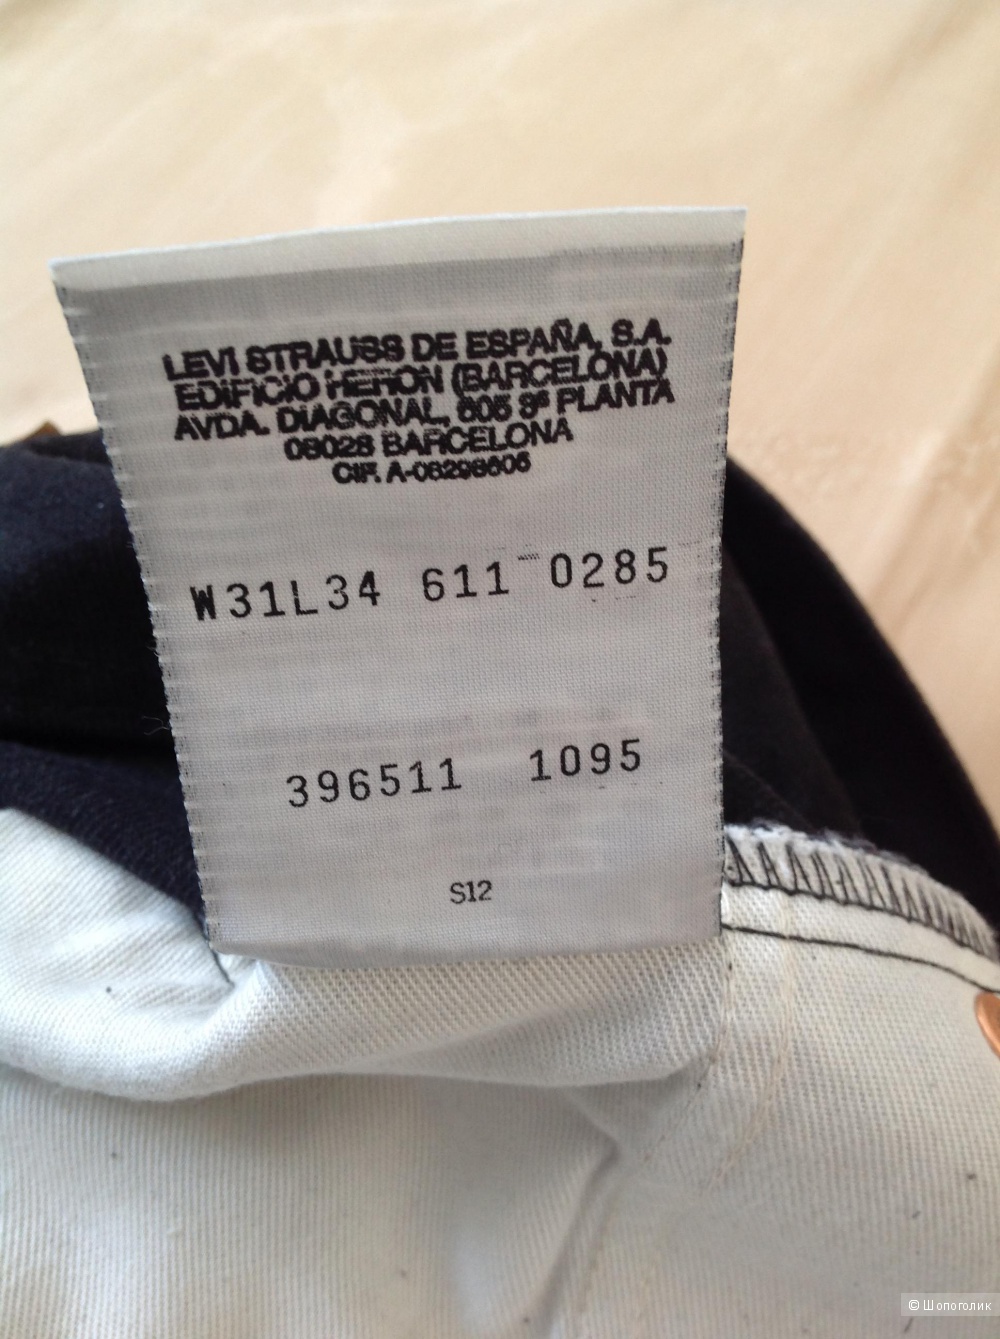 LEVI STRAUSS DE ESPAÑA, S.A.
EDIFICIO HERON (BARCELONA)
AVDA. DIAGONAL, 605 9ª PLANTA
08028 BARCELONA
CIF. A-08298605
W31L34 611 0285
396511 1095
S12
© Шопоголик